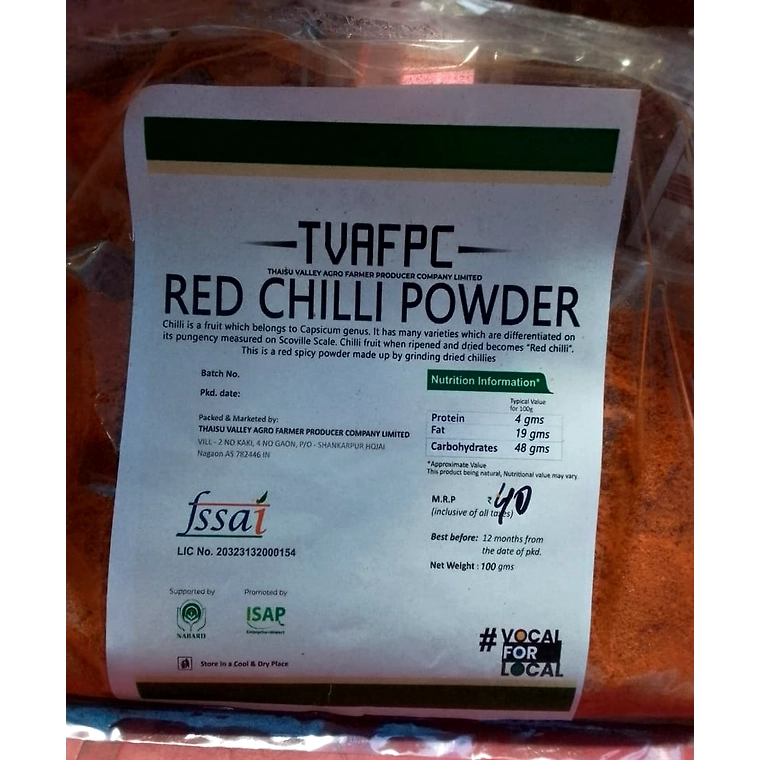 TVAFPC
THAISU VALLEY AGRO FARMER PRODUCER COMPANY LIMITED
RED CHILLI POWDER
Chilli is a fruit which belongs to Capsicum genus. It has many varieties which are differentiated on
its pungency measured on Scoville Scale. Chilli fruit when ripened and dried becomes "Red chilli".
This is a red spicy powder made up by grinding dried chillies
Batch No.
Pkd. date:
Packed & Marketed by:
THAISU VALLEY AGRO FARMER PRODUCER COMPANY LIMITED
VILL - 2 NO KAKI, 4 NO GAON, P/O - SHANKARPUR HOJAI
Nagaon AS 782446 IN
Nutrition Information*
Typical Value
for 100g
Protein 4 gms
Fat 19 gms
Carbohydrates 48 gms
*Approximate Value
This product being natural, Nutritional value may vary
M.R.P ₹ 40
(inclusive of all taxes)
Best before: 12 months from
the date of pkd.
Net Weight : 100 gms
fssai
LIC No. 20323132000154
Supported by
NABARD
Promoted by
ISAP
Store in a Cool & Dry Place
# VOCAL
FOR
LOCAL